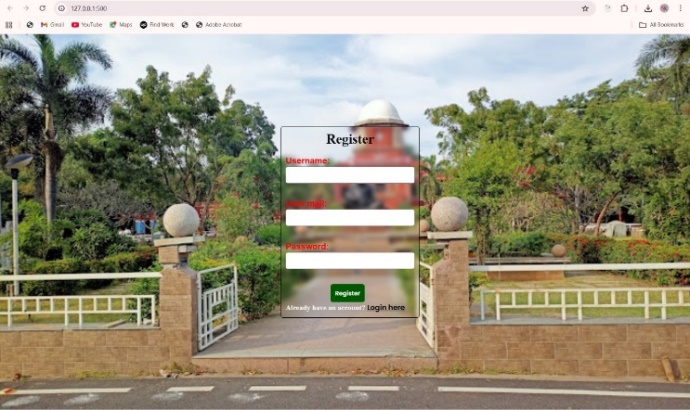 127.0.0.1:5000
Gmail YouTube Maps Find Work Adobe Acrobat All Bookmarks
Register
Username:
Password:
Register
Already have an account? Login here